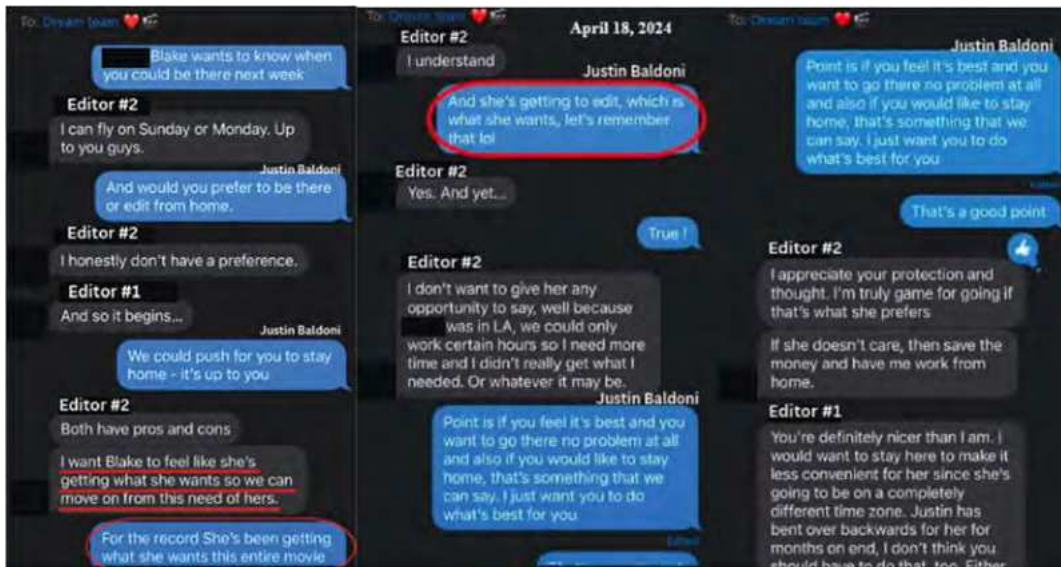 To: Dream team ❤️🎬
Blake wants to know when
you could be there next week
Editor #2
I can fly on Sunday or Monday. Up
to you guys.
Justin Baldoni
And would you prefer to be there
or edit from home.
Editor #2
I honestly don't have a preference.
Editor #1
And so it begins...
Justin Baldoni
We could push for you to stay
home - it's up to you
Editor #2
Both have pros and cons
I want Blake to feel like she's
getting what she wants so we can
move on from this need of hers.
For the record She's been getting
what she wants this entire movie
To: Dream team ❤️🎬
April 18, 2024
Editor #2
I understand
Justin Baldoni
And she's getting to edit, which is
what she wants, let's remember
that lol
Editor #2
Yes. And yet...
True !
Editor #2
I don't want to give her any
opportunity to say, well because
was in LA, we could only
work certain hours so I need more
time and I didn't really get what I
needed. Or whatever it may be.
Justin Baldoni
Point is if you feel it's best and you
want to go there no problem at all
and also if you would like to stay
home, that's something that we
can say. I just want you to do
what's best for you
Edited
To: Dream team ❤️🎬
Justin Baldoni
Point is if you feel it's best and you
want to go there no problem at all
and also if you would like to stay
home, that's something that we
can say. I just want you to do
what's best for you
Edited
That's a good point
Editor #2
I appreciate your protection and
thought. I'm truly game for going if
that's what she prefers
If she doesn't care, then save the
money and have me work from
home.
Editor #1
You're definitely nicer than I am. I
would want to stay here to make it
less convenient for her since she's
going to be on a completely
different time zone. Justin has
bent over backwards for her for
months on end, I don't think you
should have to do that, too. Either